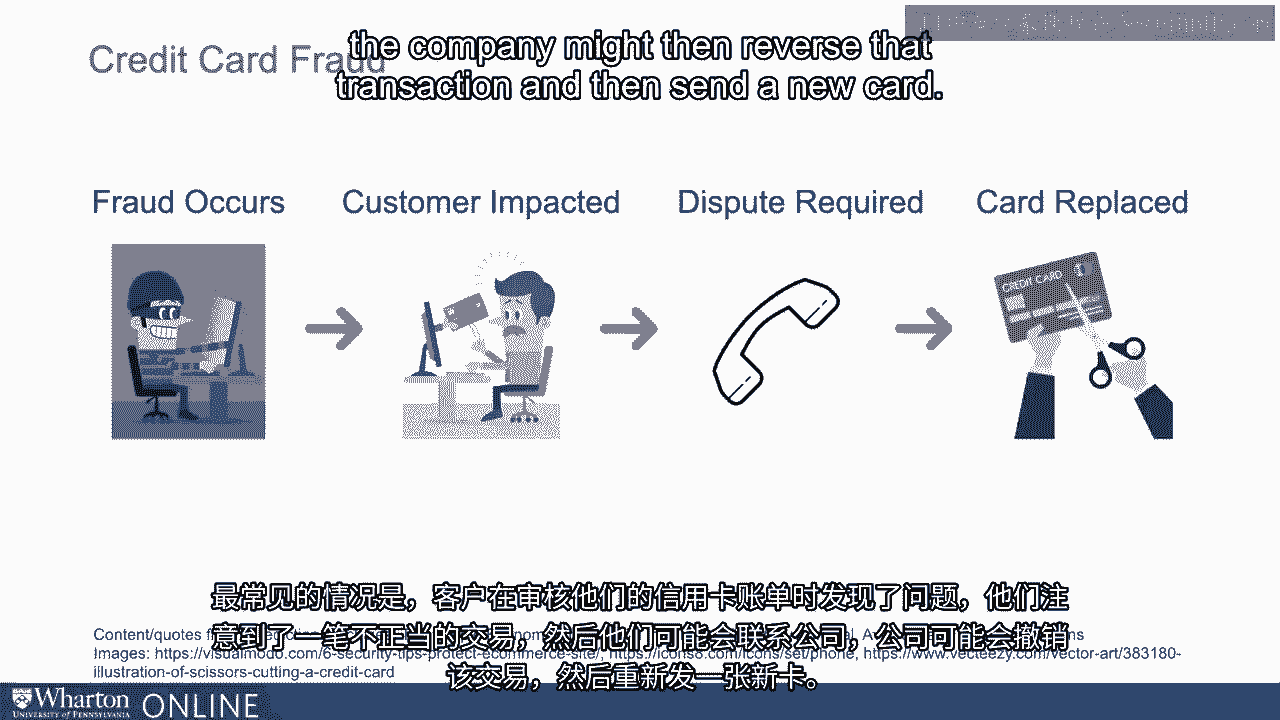 the company might then reverse that
Credit Card Fraud
transaction and then send a new card.
Fraud Occurs
Customer Impacted
Dispute Required
Card Replaced
CREDIT CARD
最常见的情况是，客户在审核他们的信用卡账单时发现了问题，他们注
意到了一笔不正当的交易，然后他们可能会联系公司，公司可能会撤销
该交易，然后重新发一张新卡。
Content/quotes
Images: https://visualmodo.com/6-security-tips-protect-ecommerce-site/; https://iconso.com/icons/set/phone; https://www.vecteezy.com/vector-art/383180-
illustration-of-scissors-cutting-a-credit-card
Wharton ONLINE
UNIVERSITY of PENNSYLVANIA